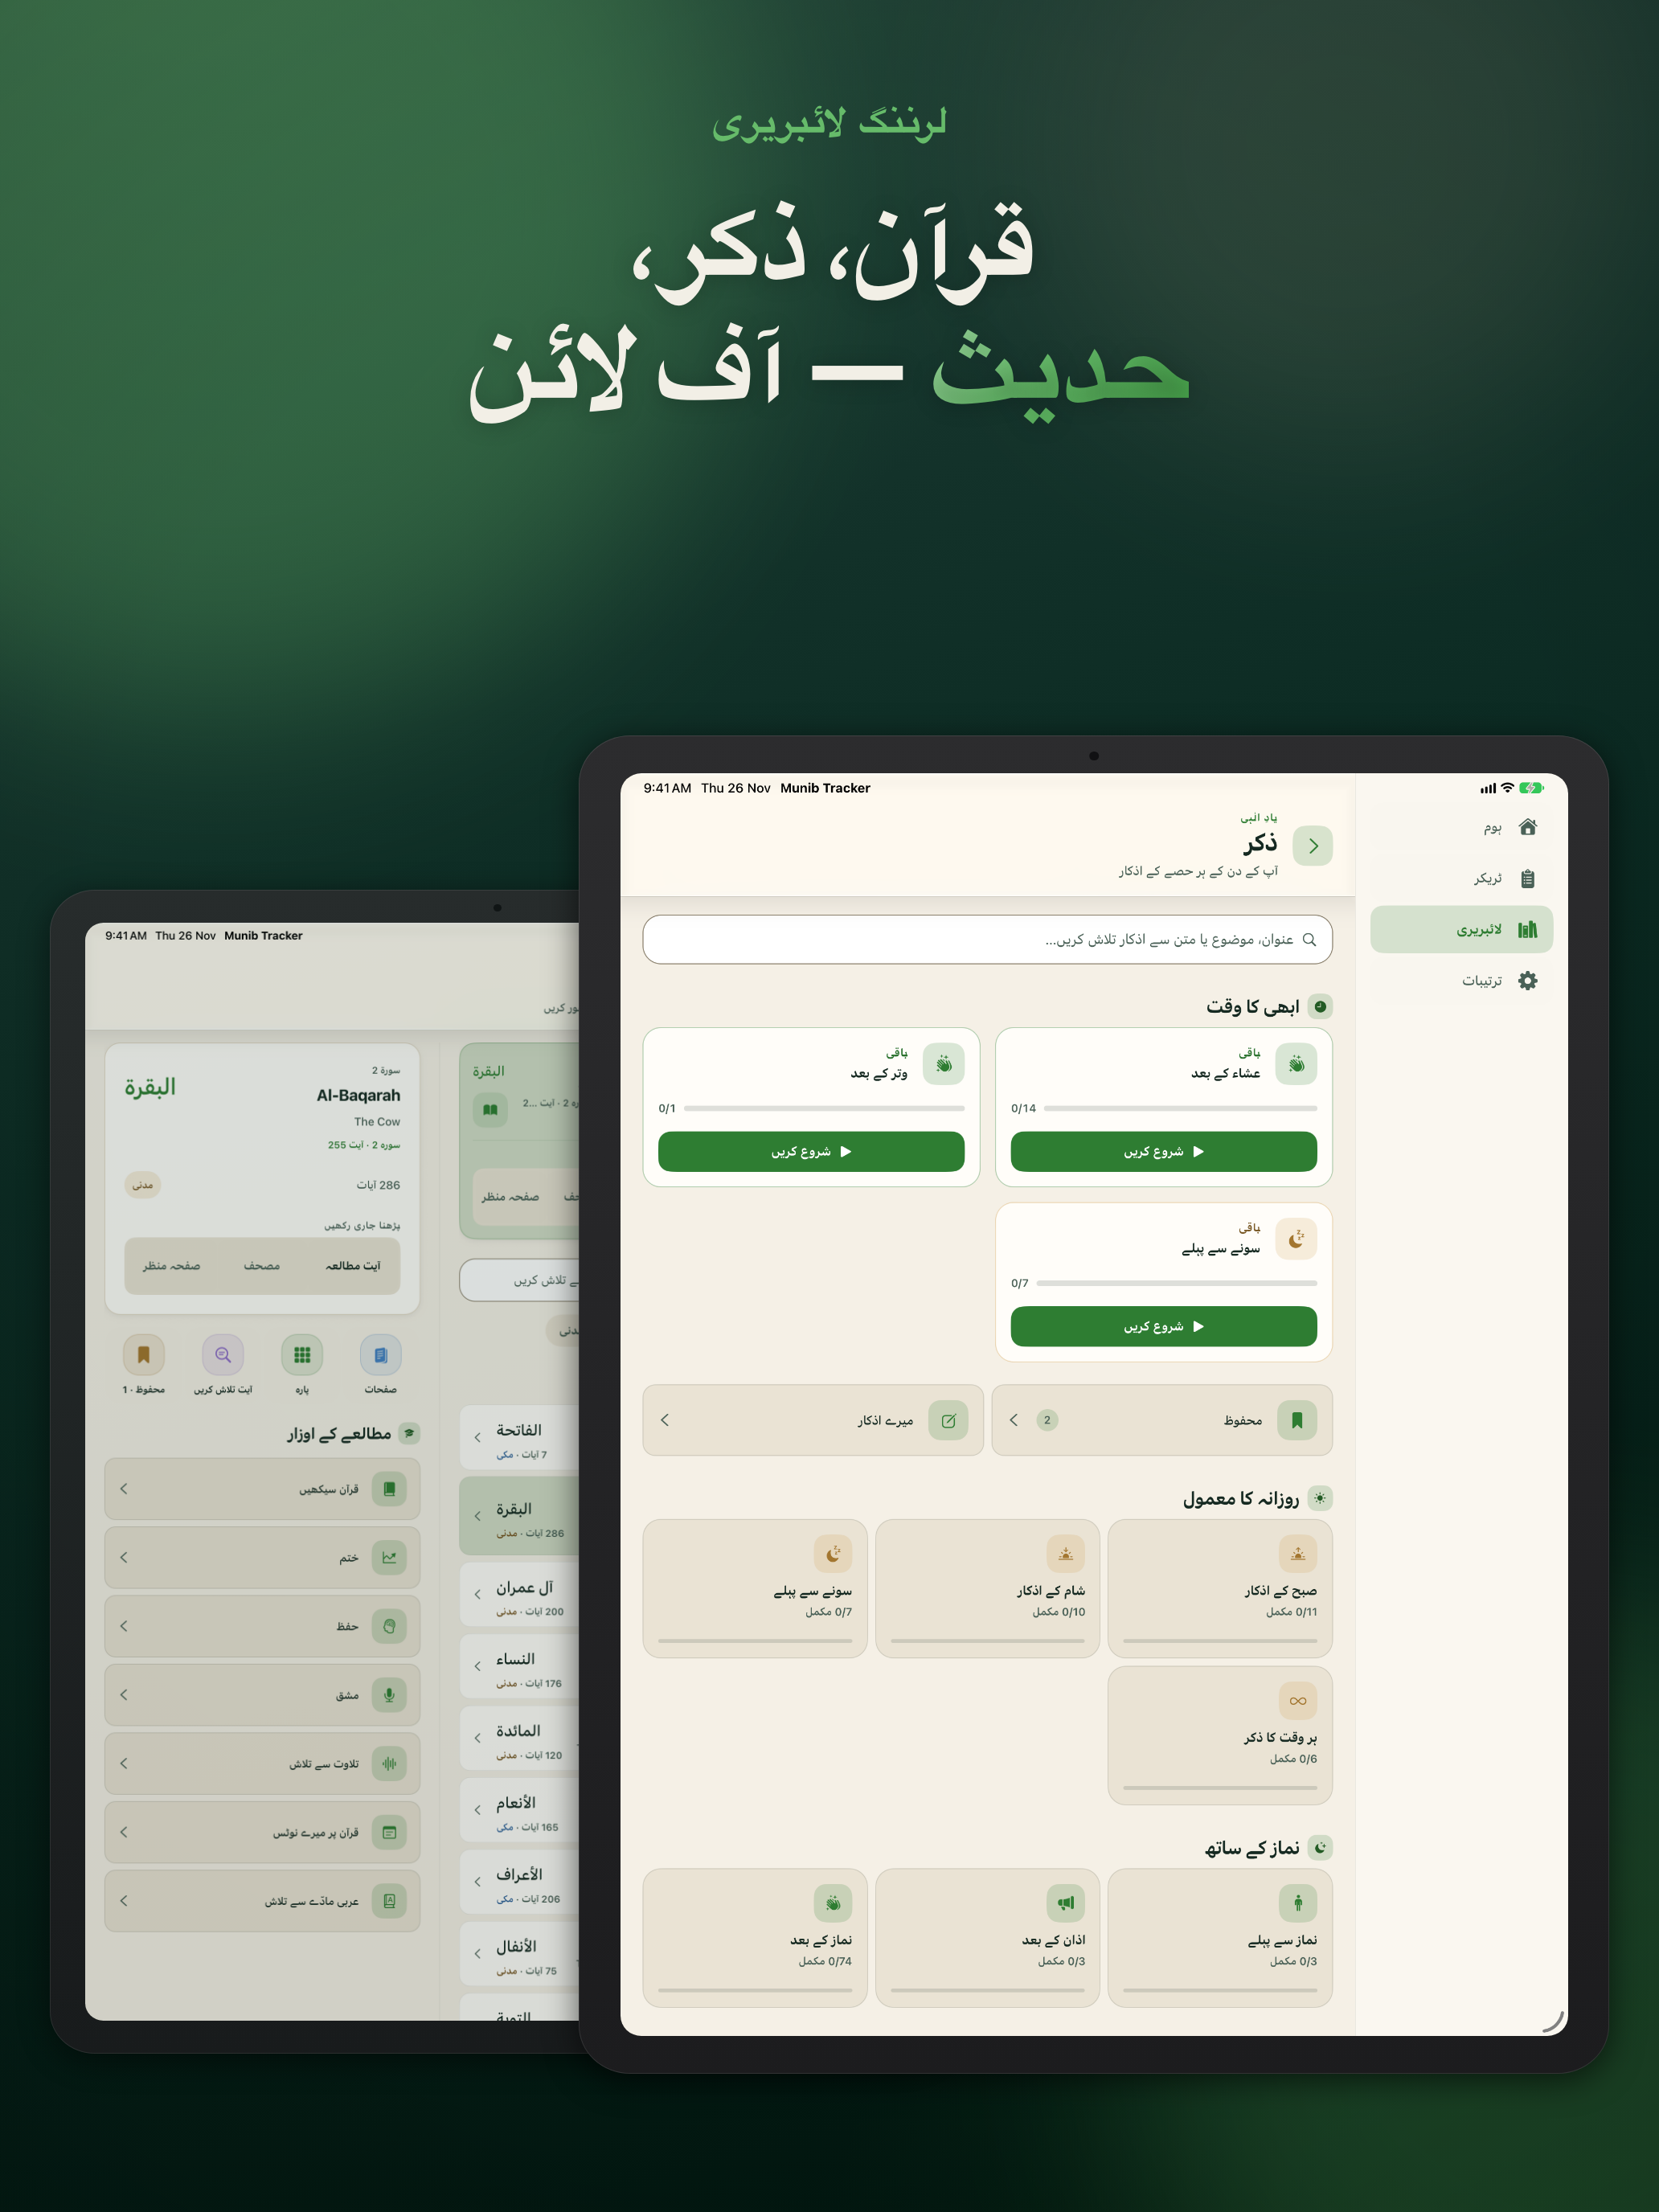 لرننگ لائبریری
قرآن، ذکر،
حدیث — آف لائن
9:41 AM Thu 26 Nov Munib Tracker
ہوم
ٹریکر
لائبریری
ترتیبات
یادِ الٰہی
ذکر
آپ کے دن کے ہر حصے کے اذکار
عنوان، موضوع یا متن سے اذکار تلاش کریں...
ابھی کا وقت
باقی
عشاء کے بعد
0/14
شروع کریں
باقی
وتر کے بعد
0/1
شروع کریں
باقی
سونے سے پہلے
0/7
شروع کریں
محفوظ 2
میرے اذکار
روزانہ کا معمول
صبح کے اذکار
0/11 مکمل
شام کے اذکار
0/10 مکمل
سونے سے پہلے
0/7 مکمل
ہر وقت کا ذکر
0/6 مکمل
نماز کے ساتھ
نماز سے پہلے
0/3 مکمل
اذان کے بعد
0/3 مکمل
نماز کے بعد
0/74 مکمل
9:41 AM Thu 26 Nov Munib Tracker
کریں
البقرة
2 · آیت ...2
صفحہ منظر
تلاش کریں
الفاتحة
7 آیات · مکی
البقرة
286 آیات · مدنی
آل عمران
200 آیات · مدنی
النساء
176 آیات · مدنی
المائدة
120 آیات · مدنی
الأنعام
165 آیات · مکی
الأعراف
206 آیات · مکی
الأنفال
75 آیات · مدنی
سورة 2
Al-Baqarah
البقرة
The Cow
سورہ 2 · آیت 255
286 آیات
مدنی
پڑھنا جاری رکھیں
آیت مطالعہ
مصحف
صفحہ منظر
صفحات
پارہ
آیت تلاش کریں
محفوظ · 1
مطالعے کے اوزار
قرآن سیکھیں
ختم
حفظ
مشق
تلاوت سے تلاش
قرآن پر میرے نوٹس
عربی مادّے سے تلاش